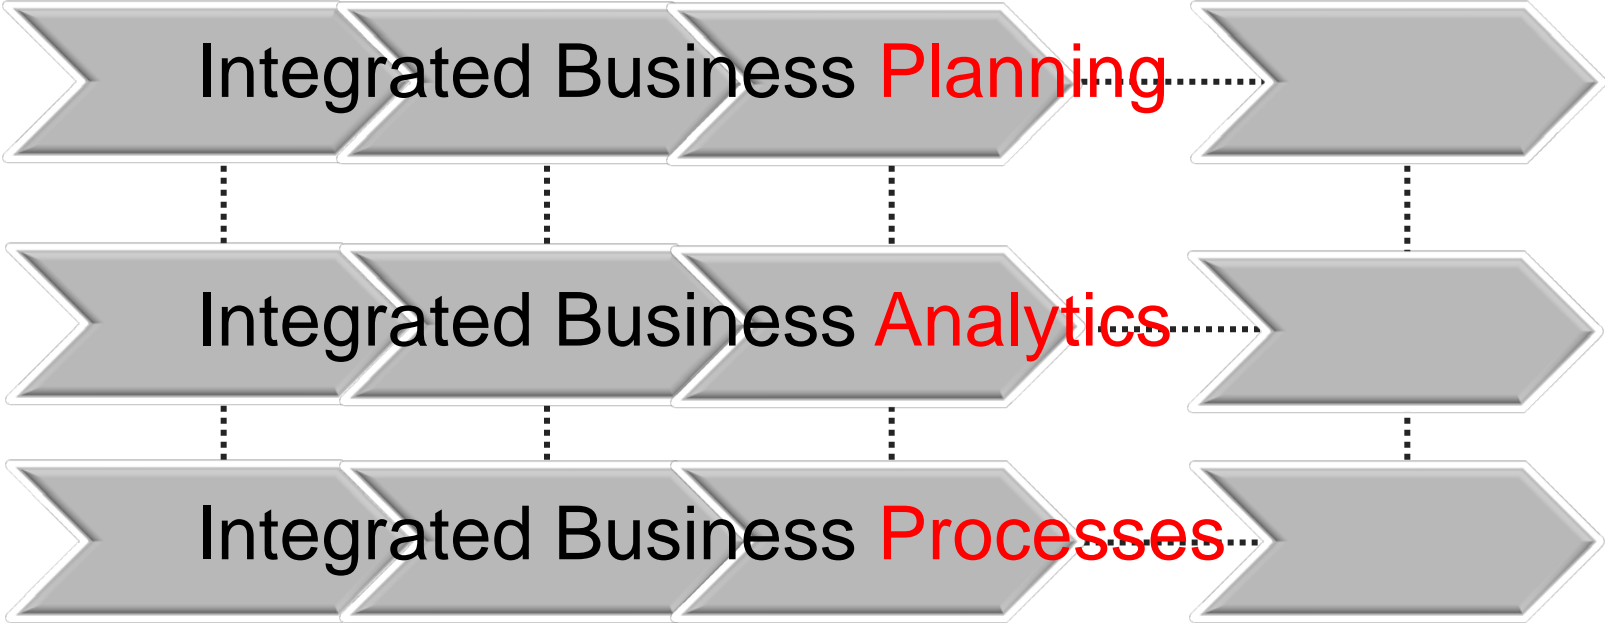 Integrated Business Planning
Integrated Business Analytics
Integrated Business Processes